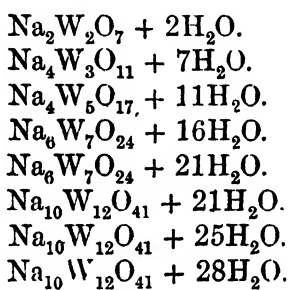 Na₂W₂O₇ + 2H₂O.
Na₄W₃O₁₁ + 7H₂O.
Na₄W₅O₁₇ + 11H₂O.
Na₆W₇O₂₄ + 16H₂O.
Na₆W₇O₂₄ + 21H₂O.
Na₁₀W₁₂O₄₁ + 21H₂O.
Na₁₀W₁₂O₄₁ + 25H₂O.
Na₁₀W₁₂O₄₁ + 28H₂O.